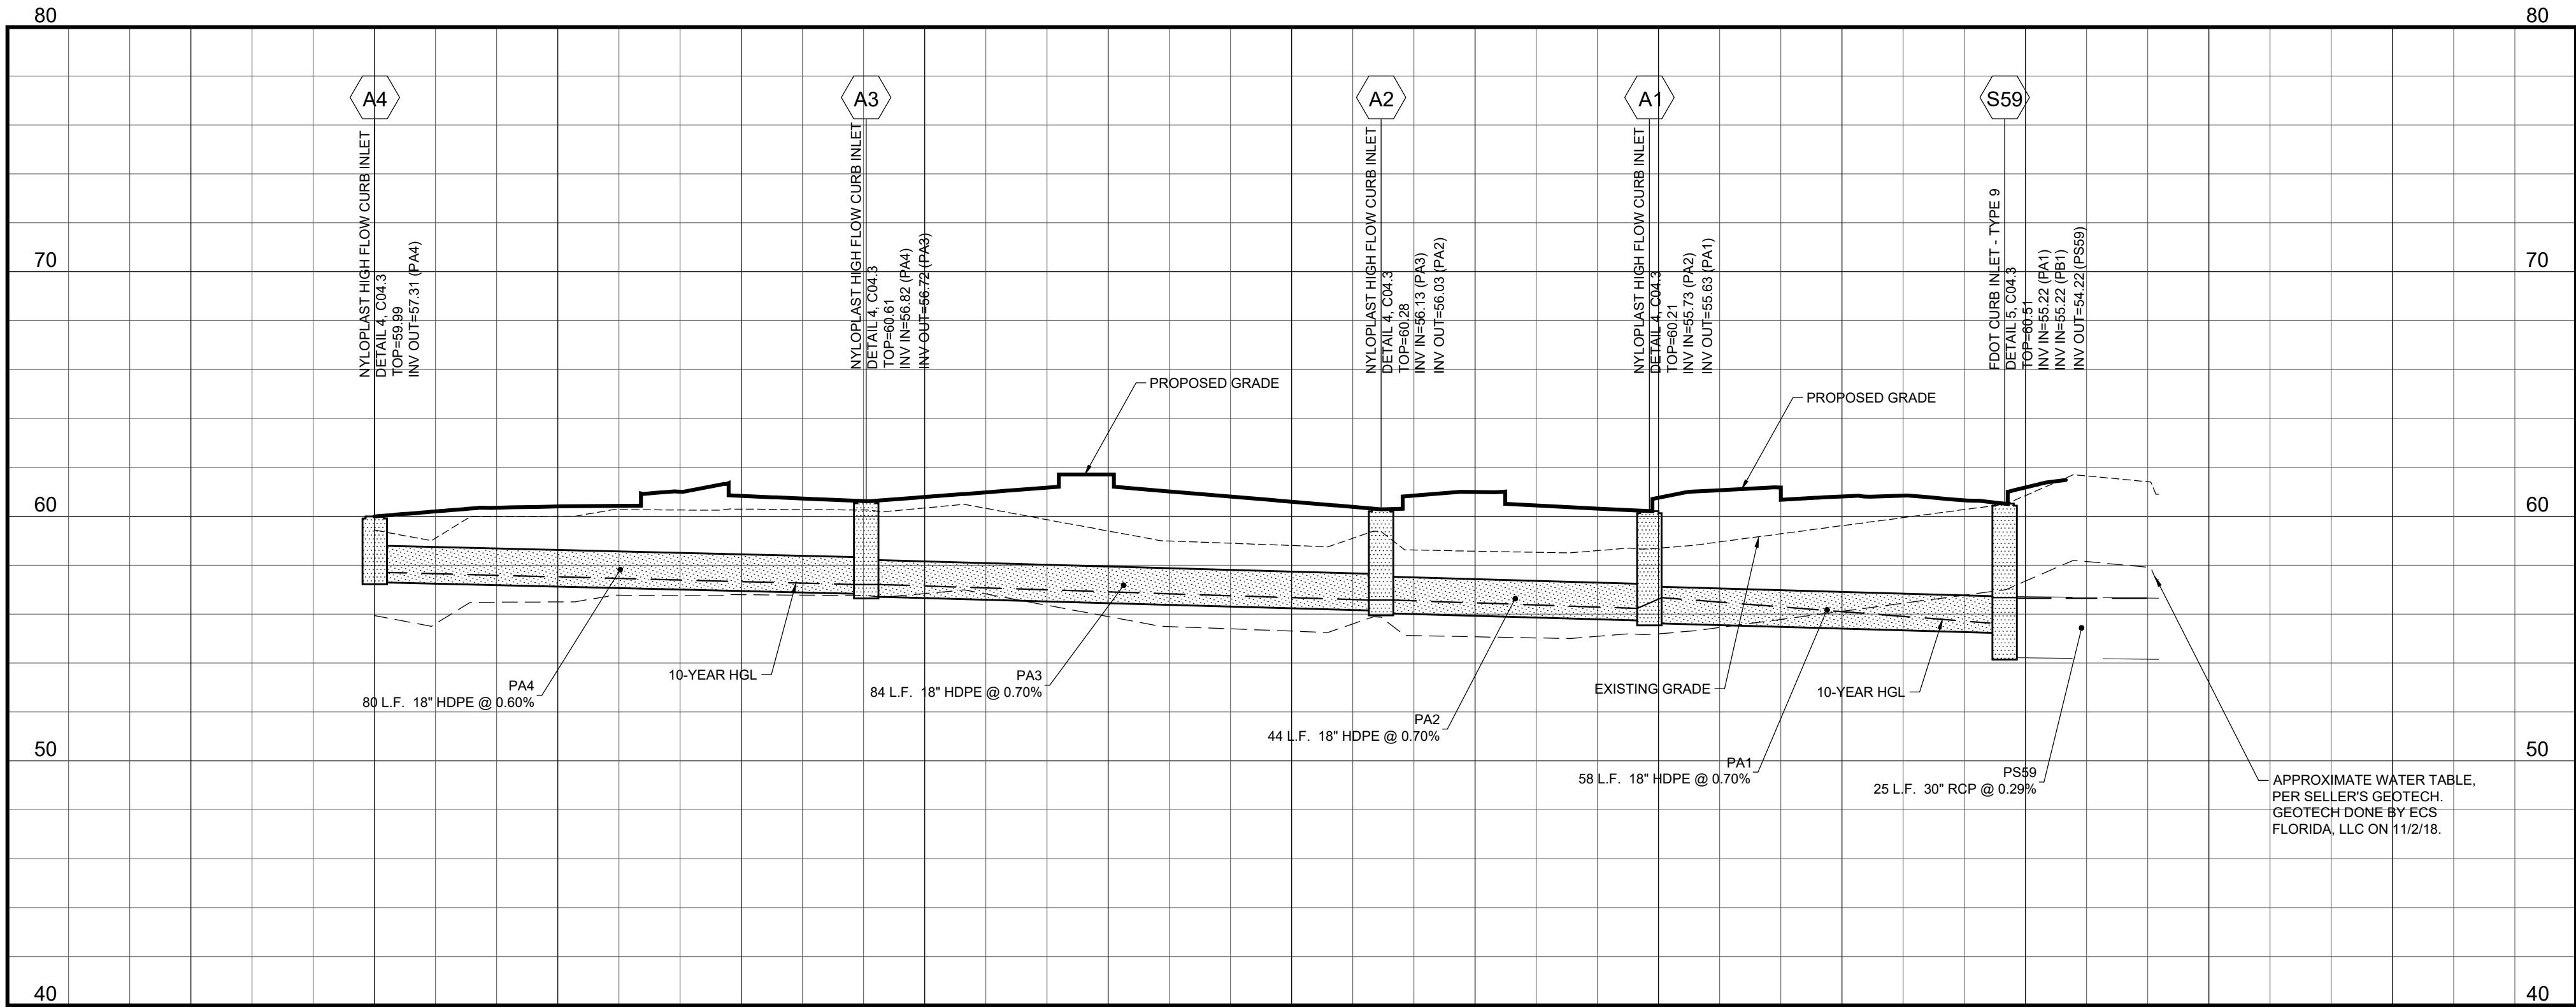 80
80
A4
A3
A2
A1
S59
NYLOPLAST HIGH FLOW CURB INLET
DETAIL 4, C04.3
TOP=59.99
INV OUT=57.31 (PA4)
NYLOPLAST HIGH FLOW CURB INLET
DETAIL 4, C04.3
TOP=60.61
INV IN=56.82 (PA4)
INV OUT=56.72 (PA3)
NYLOPLAST HIGH FLOW CURB INLET
DETAIL 4, C04.3
TOP=60.28
INV IN=56.13 (PA3)
INV OUT=56.03 (PA2)
NYLOPLAST HIGH FLOW CURB INLET
DETAIL 4, C04.3
TOP=60.21
INV IN=55.73 (PA2)
INV OUT=55.63 (PA1)
FDOT CURB INLET - TYPE 9
DETAIL 5, C04.3
TOP=60.51
INV IN=55.22 (PA1)
INV IN=55.22 (PB1)
INV OUT=54.22 (PS59)
70
70
PROPOSED GRADE
PROPOSED GRADE
60
60
PA4
80 L.F. 18" HDPE @ 0.60%
10-YEAR HGL
PA3
84 L.F. 18" HDPE @ 0.70%
PA2
44 L.F. 18" HDPE @ 0.70%
EXISTING GRADE
10-YEAR HGL
PA1
58 L.F. 18" HDPE @ 0.70%
PS59
25 L.F. 30" RCP @ 0.29%
50
50
APPROXIMATE WATER TABLE,
PER SELLER'S GEOTECH.
GEOTECH DONE BY ECS
FLORIDA, LLC ON 11/2/18.
40
40